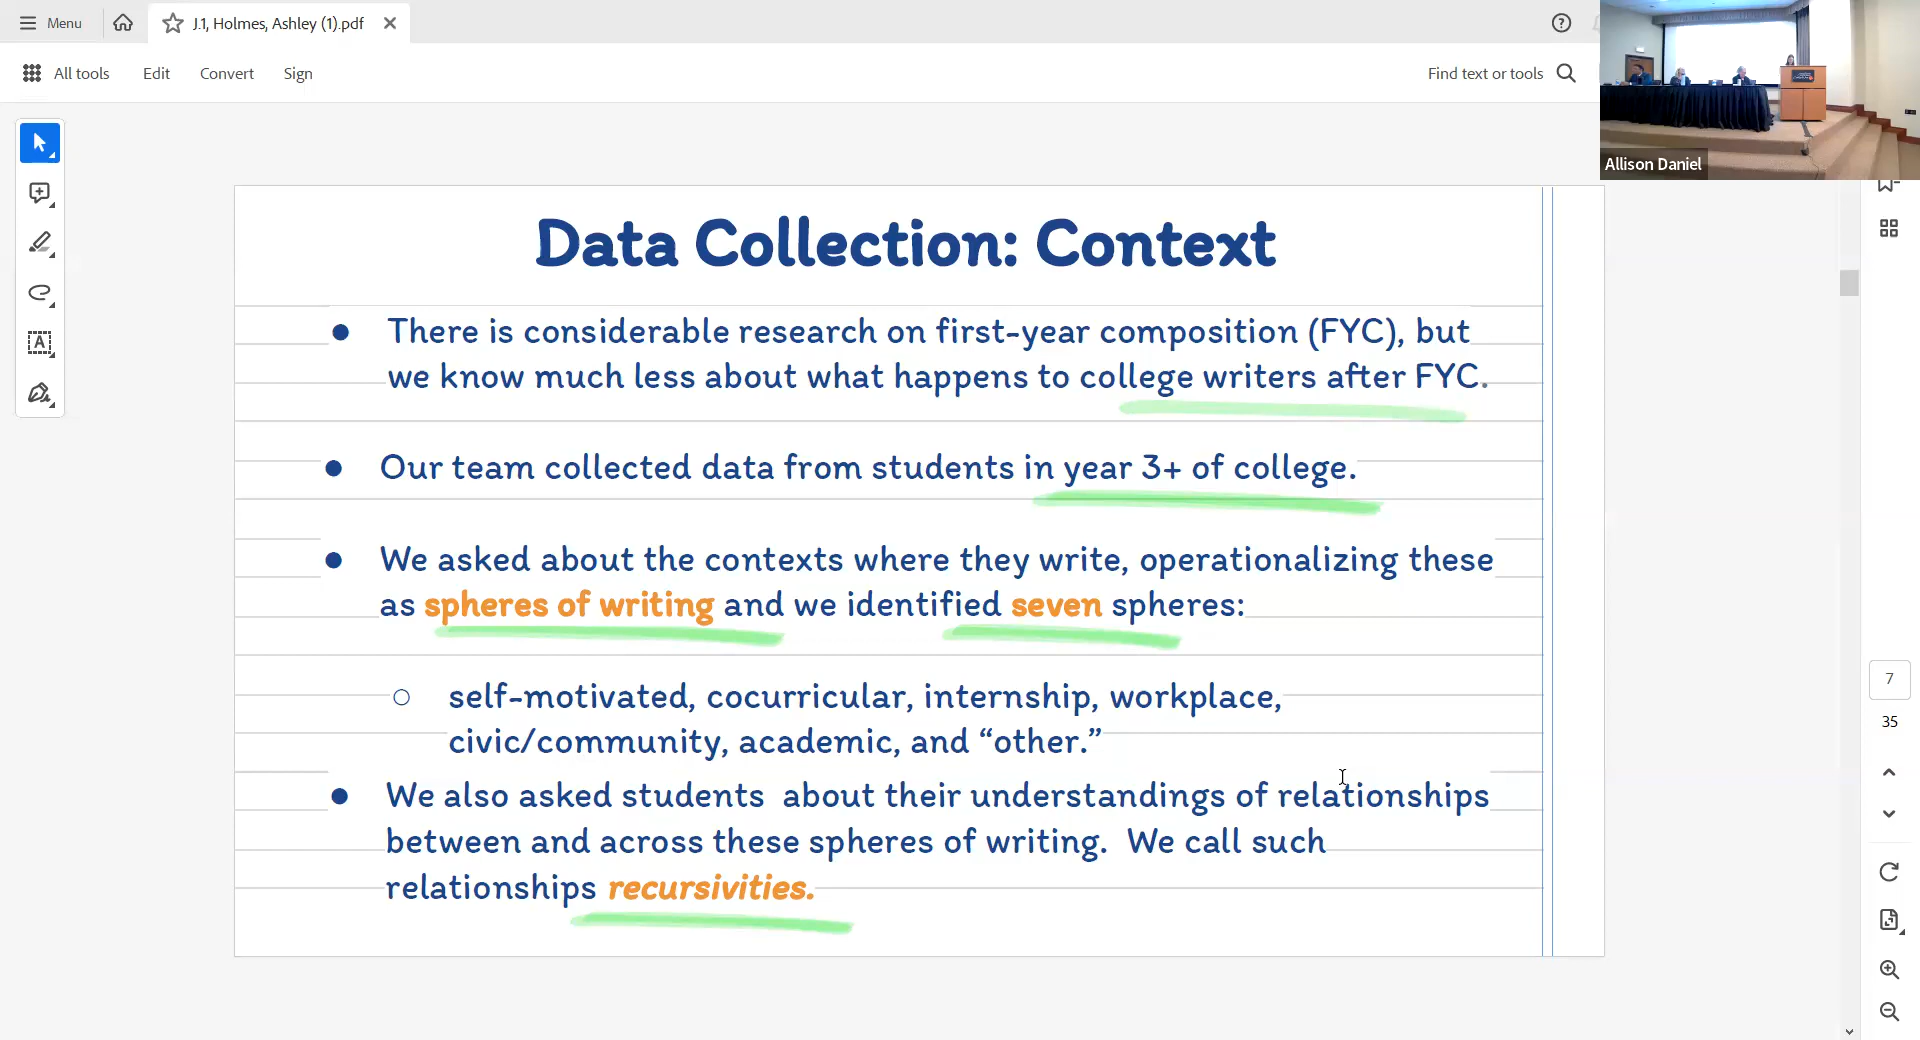 Menu
J.1, Holmes, Ashley (1).pdf
All tools
Edit
Convert
Sign
Find text or tools
Allison Daniel
Data Collection: Context
● There is considerable research on first-year composition (FYC), but
we know much less about what happens to college writers after FYC.
● Our team collected data from students in year 3+ of college.
● We asked about the contexts where they write, operationalizing these
as spheres of writing and we identified seven spheres:
○ self-motivated, cocurricular, internship, workplace,
civic/community, academic, and “other.”
● We also asked students about their understandings of relationships
between and across these spheres of writing. We call such
relationships recursivities.
7
35